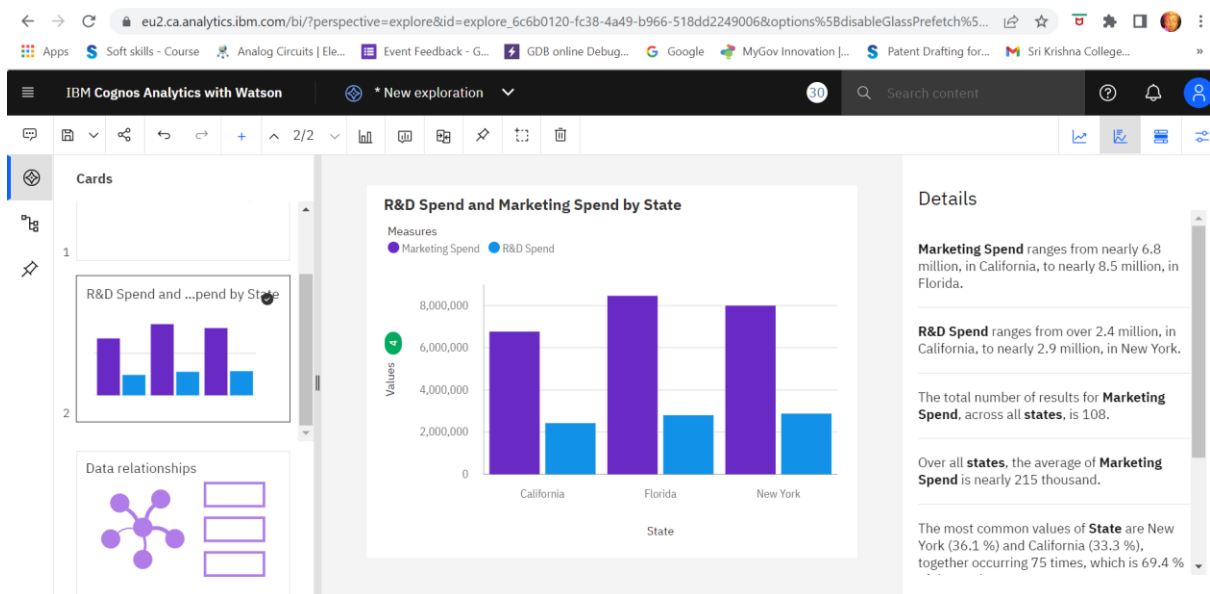 eu2.ca.analytics.ibm.com/bi/?perspective=explore&id=explore_6c6b0120-fc38-4a49-b966-518dd2249006&options%5BdisableGlassPrefetch%5...
Apps Soft skills - Course Analog Circuits | Ele... Event Feedback - G... GDB online Debug... Google MyGov Innovation |... Patent Drafting for... Sri Krishna College... »
IBM Cognos Analytics with Watson * New exploration 30 Search content
2/2
Cards
1
R&D Spend and ...pend by State
2
Data relationships
R&D Spend and Marketing Spend by State
Measures
Marketing Spend R&D Spend
8,000,000
6,000,000
4,000,000
2,000,000
0
Values 4
California Florida New York
State
Details
Marketing Spend ranges from nearly 6.8
million, in California, to nearly 8.5 million, in
Florida.
R&D Spend ranges from over 2.4 million, in
California, to nearly 2.9 million, in New York.
The total number of results for Marketing
Spend, across all states, is 108.
Over all states, the average of Marketing
Spend is nearly 215 thousand.
The most common values of State are New
York (36.1 %) and California (33.3 %),
together occurring 75 times, which is 69.4 %